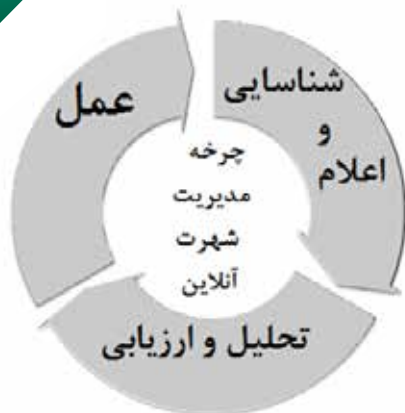 شناسایی
و
اعلام
عمل
چرخه
مدیریت
شهرت
آنلاین
تحلیل و ارزیابی